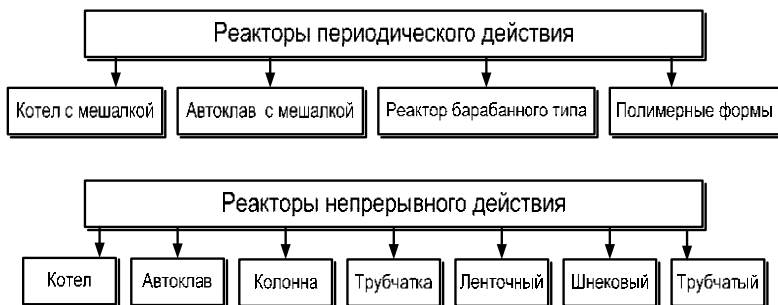 Реакторы периодического действия
Котел с мешалкой
Автоклав с мешалкой
Реактор барабанного типа
Полимерные формы
Реакторы непрерывного действия
Котел
Автоклав
Колонна
Трубчатка
Ленточный
Шнековый
Трубчатый